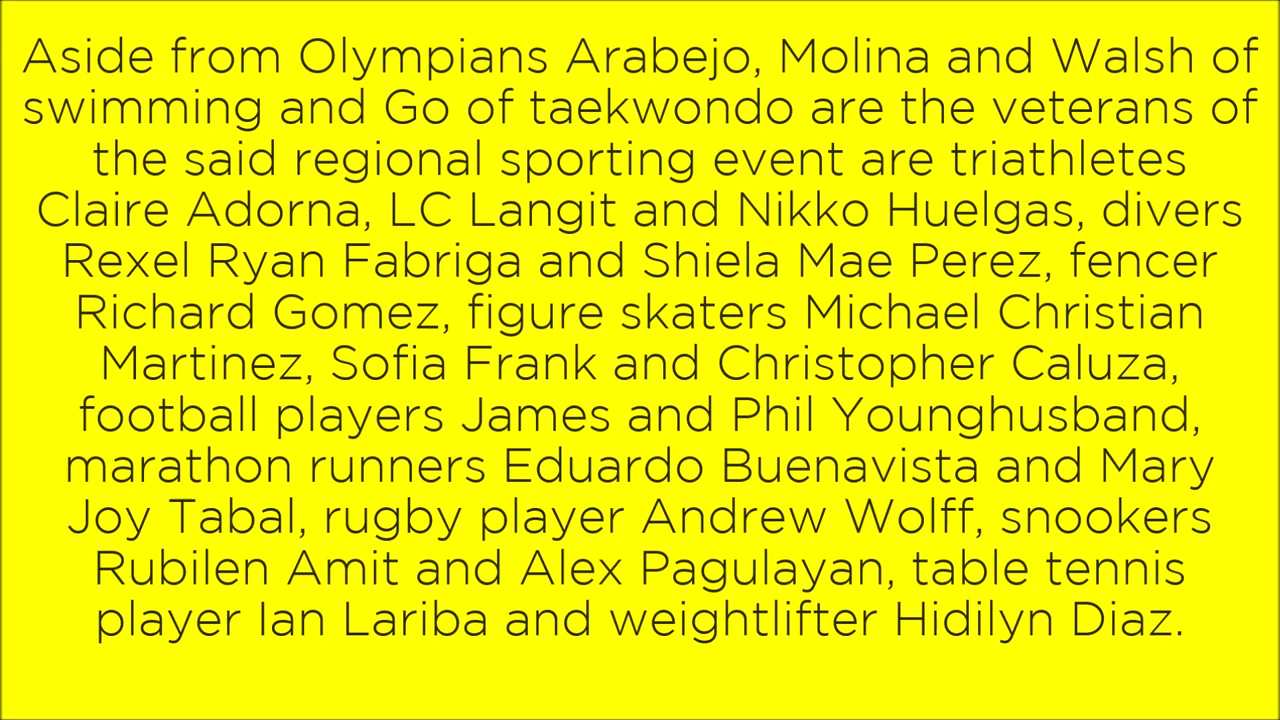 Aside from Olympians Arabejo, Molina and Walsh of
swimming and Go of taekwondo are the veterans of
the said regional sporting event are triathletes
Claire Adorna, LC Langit and Nikko Huelgas, divers
Rexel Ryan Fabriga and Shiela Mae Perez, fencer
Richard Gomez, figure skaters Michael Christian
Martinez, Sofia Frank and Christopher Caluza,
football players James and Phil Younghusband,
marathon runners Eduardo Buenavista and Mary
Joy Tabal, rugby player Andrew Wolff, snookers
Rubilen Amit and Alex Pagulayan, table tennis
player Ian Lariba and weightlifter Hidilyn Diaz.